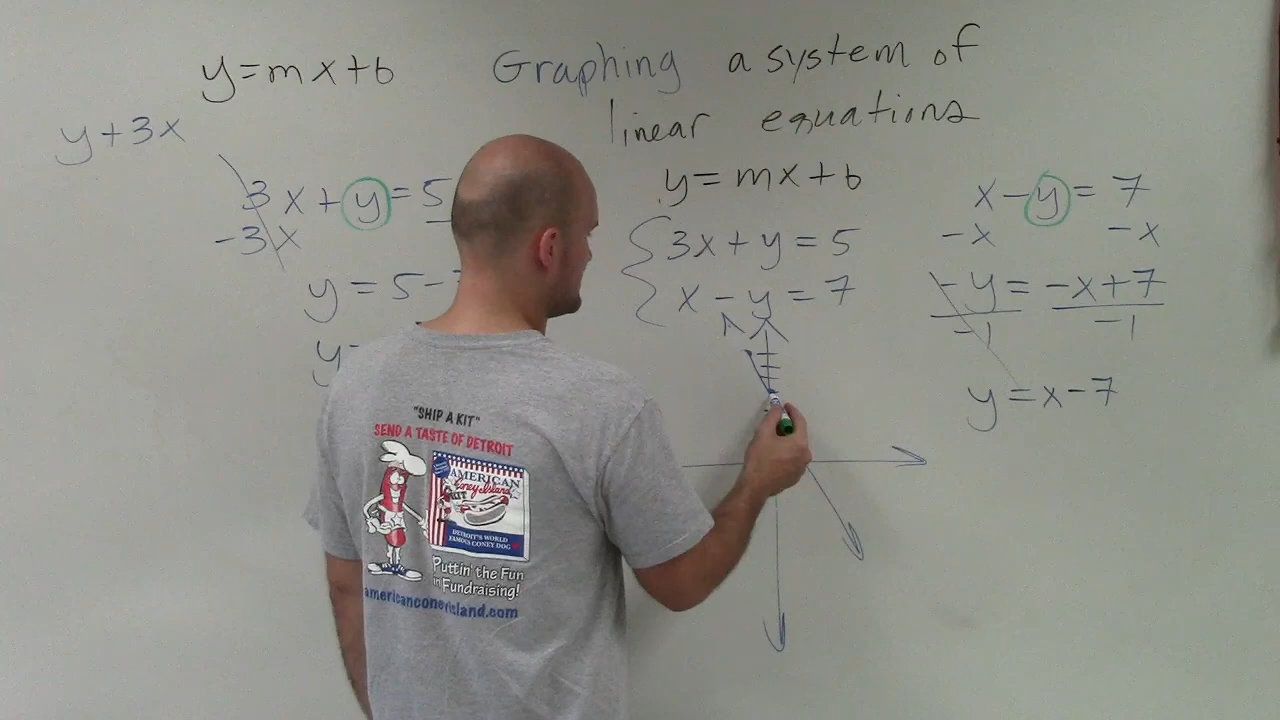 y=mx+b
Graphing a system of
linear equations
y+3x
3x+y=5
-3x
y=5-
y=
y=mx+b
3x+y=5
x-y=7
x-y=7
-x -x
-y=-x+7
-1 -1
y=x-7
"SHIP A KIT"
SEND A TASTE OF DETROIT
AMERICAN
Coney Island
DETROIT'S WORLD
FAMOUS CONEY DOG
Puttin' the Fun
in Fundraising!
americanconeyisland.com